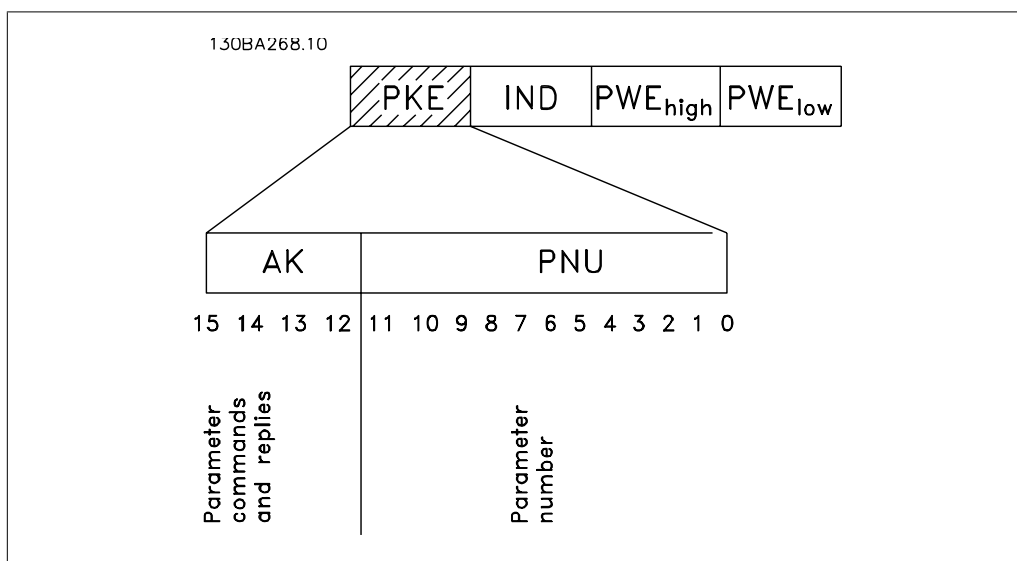 130BA268.10
PKE IND PWEhigh PWElow
AK PNU
15 14 13 12 11 10 9 8 7 6 5 4 3 2 1 0
Parameter
commands
and replies
Parameter
number